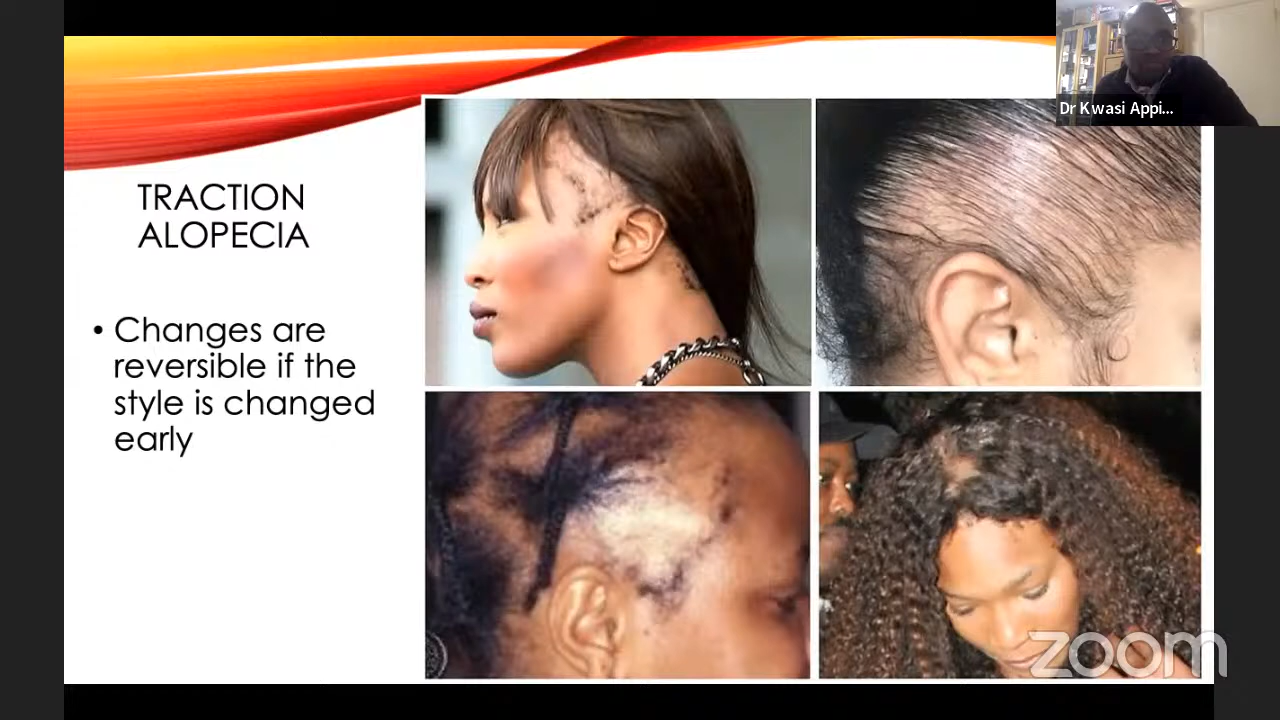 Dr Kwasi Appi...
TRACTION
ALOPECIA
• Changes are
reversible if the
style is changed
early
zoom